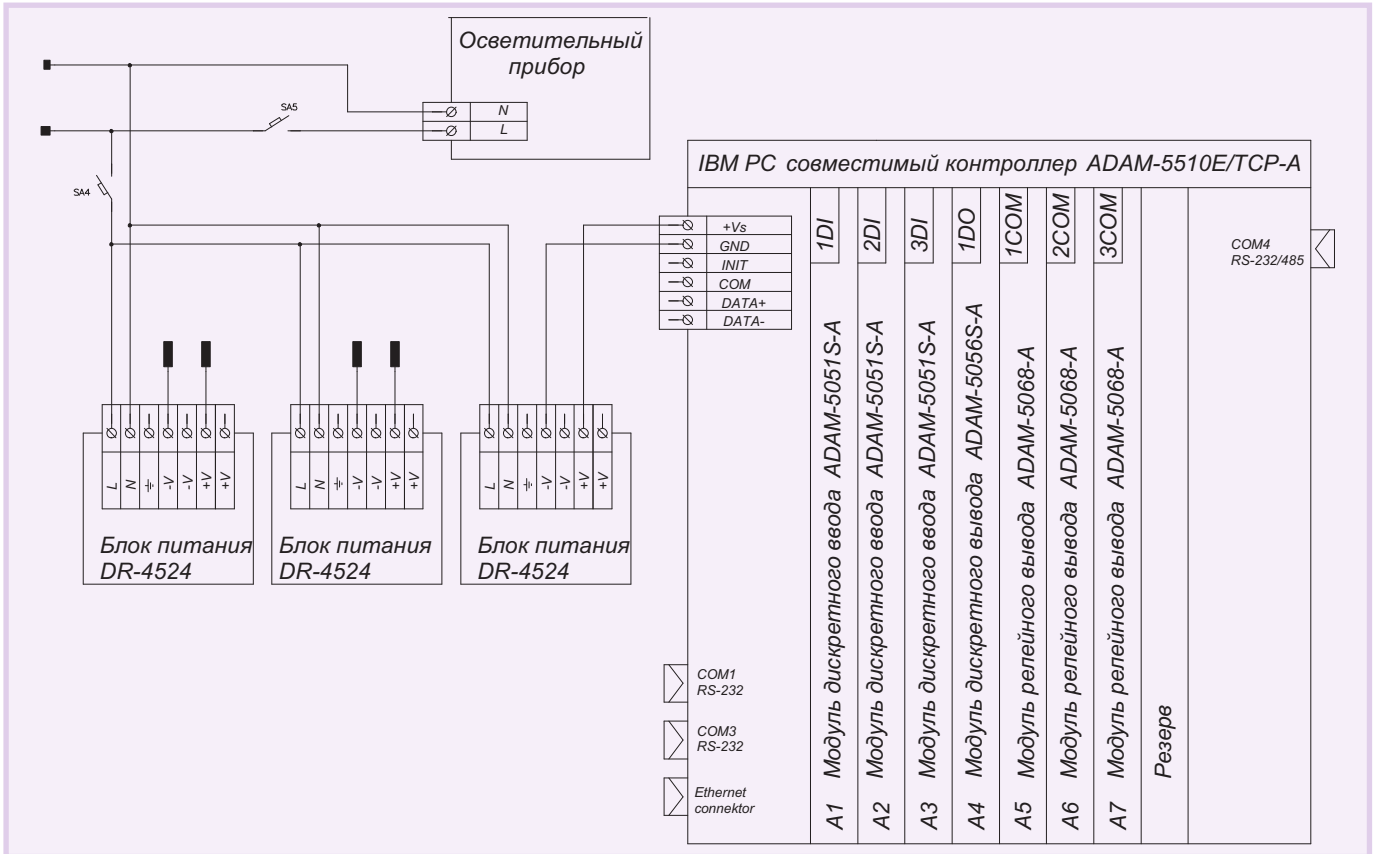 Осветительный
прибор
N
L
SA5
SA4
IBM PC совместимый контроллер ADAM-5510E/TCP-A
+Vs
GND
INIT
COM
DATA+
DATA-
1DI
2DI
3DI
1DO
1COM
2COM
3COM
COM4
RS-232/485
A1 Модуль дискретного ввода ADAM-5051S-A
A2 Модуль дискретного ввода ADAM-5051S-A
A3 Модуль дискретного ввода ADAM-5051S-A
A4 Модуль дискретного вывода ADAM-5056S-A
A5 Модуль релейного вывода ADAM-5068-A
A6 Модуль релейного вывода ADAM-5068-A
A7 Модуль релейного вывода ADAM-5068-A
Резерв
L
N
-V
-V
+V
+V
Блок питания
DR-4524
L
N
-V
-V
+V
+V
Блок питания
DR-4524
L
N
-V
-V
+V
+V
Блок питания
DR-4524
COM1
RS-232
COM3
RS-232
Ethernet
connektor